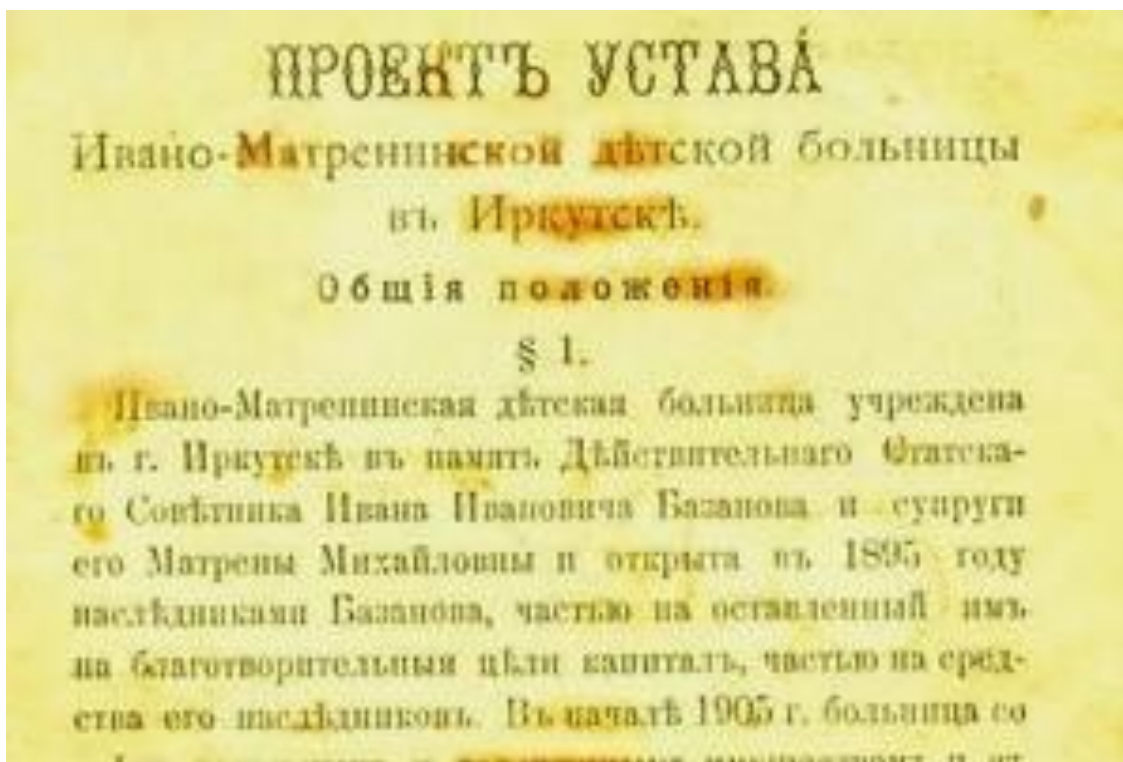 ПРОЕКТЪ УСТАВА
Ивано-Матренинской дѣтской больницы
въ Иркутскѣ.
Общія положенія.
§ 1.
Ивано-Матренинская дѣтская больница учреждена
въ г. Иркутскѣ въ память Дѣйствительнаго Статска-
го Совѣтника Ивана Ивановича Базанова и супруги
его Матрены Михайловны и открыта въ 1895 году
наслѣдниками Базанова, частью на оставленный имъ
на благотворительныя цѣли капиталъ, частью на сред-
ства его наслѣдниковъ. Въ началѣ 1905 г. больница со